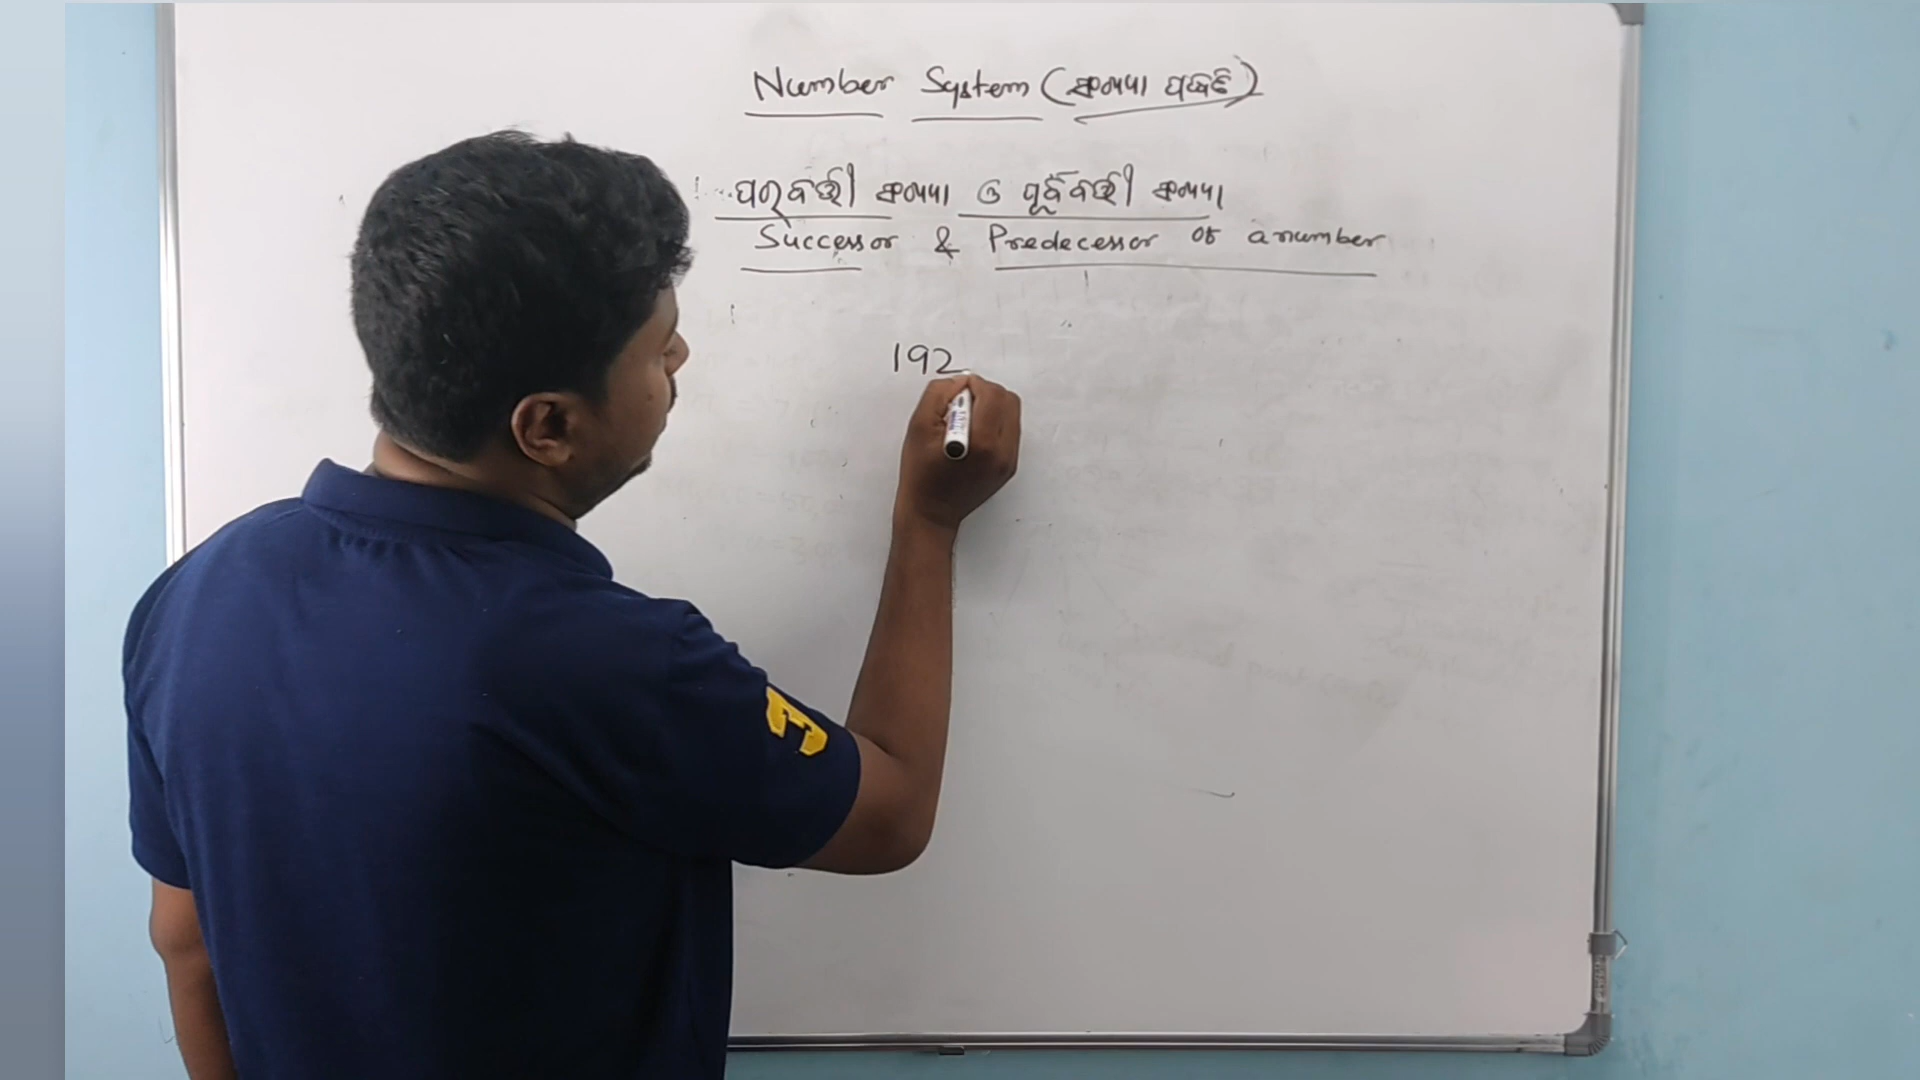 Number System (ସଂଖ୍ୟା ପଦ୍ଧତି)
ପରବର୍ତ୍ତୀ ସଂଖ୍ୟା ଓ ପୂର୍ବବର୍ତ୍ତୀ ସଂଖ୍ୟା
Successor & Predecessor of a number
192